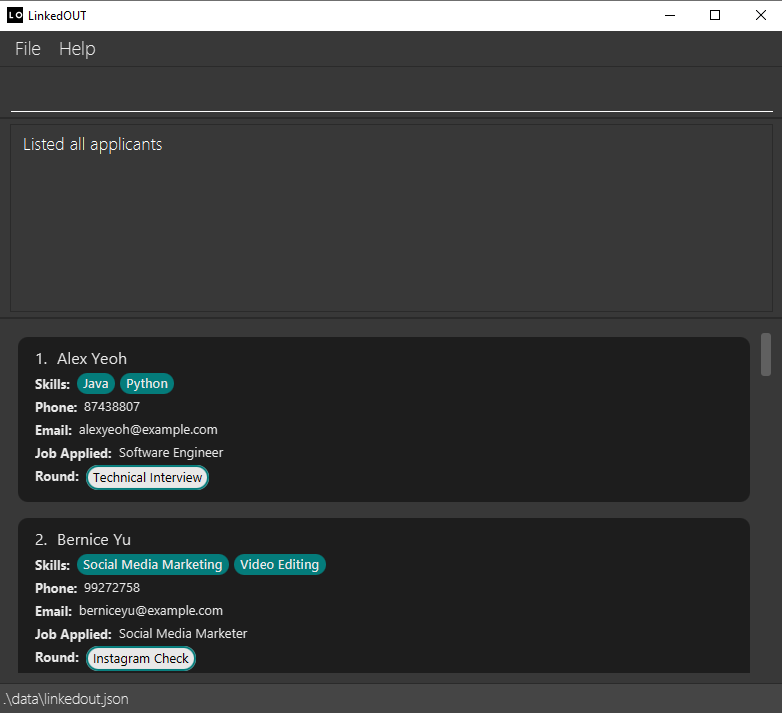 LO LinkedOUT
File Help
Listed all applicants
1. Alex Yeoh
Skills: Java Python
Phone: 87438807
Email: alexyeoh@example.com
Job Applied: Software Engineer
Round: Technical Interview
2. Bernice Yu
Skills: Social Media Marketing Video Editing
Phone: 99272758
Email: berniceyu@example.com
Job Applied: Social Media Marketer
Round: Instagram Check
.\data\linkedout.json